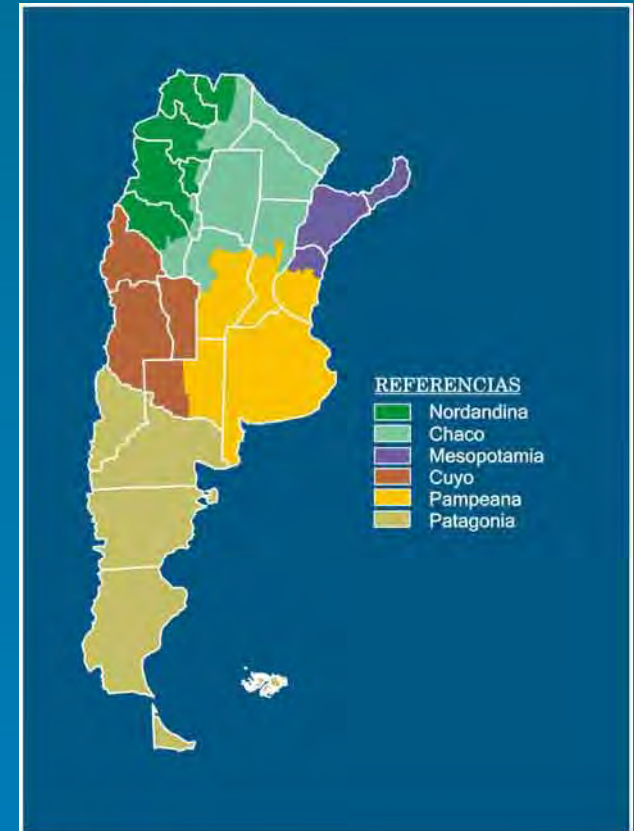 REFERENCIAS
Nordandina
Chaco
Mesopotamia
Cuyo
Pampeana
Patagonia